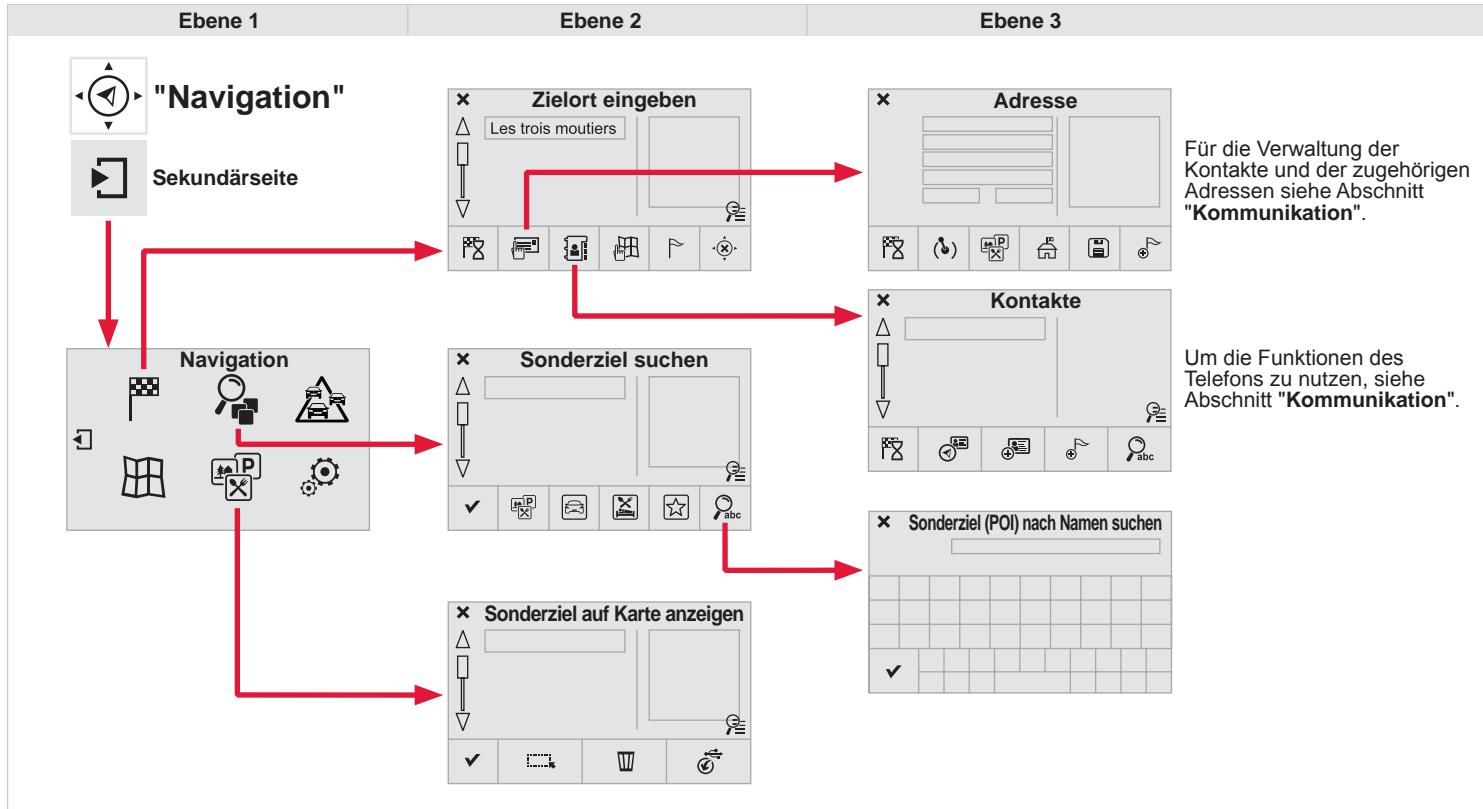 Ebene 1
Ebene 2
Ebene 3
"Navigation"
Sekundärseite
Navigation
P
Zielort eingeben
Les trois moutiers
Sonderziel suchen
P
abc
Sonderziel auf Karte anzeigen
Adresse
P
Für die Verwaltung der
Kontakte und der zugehörigen
Adressen siehe Abschnitt
"Kommunikation".
Kontakte
abc
Um die Funktionen des
Telefons zu nutzen, siehe
Abschnitt "Kommunikation".
Sonderziel (POI) nach Namen suchen